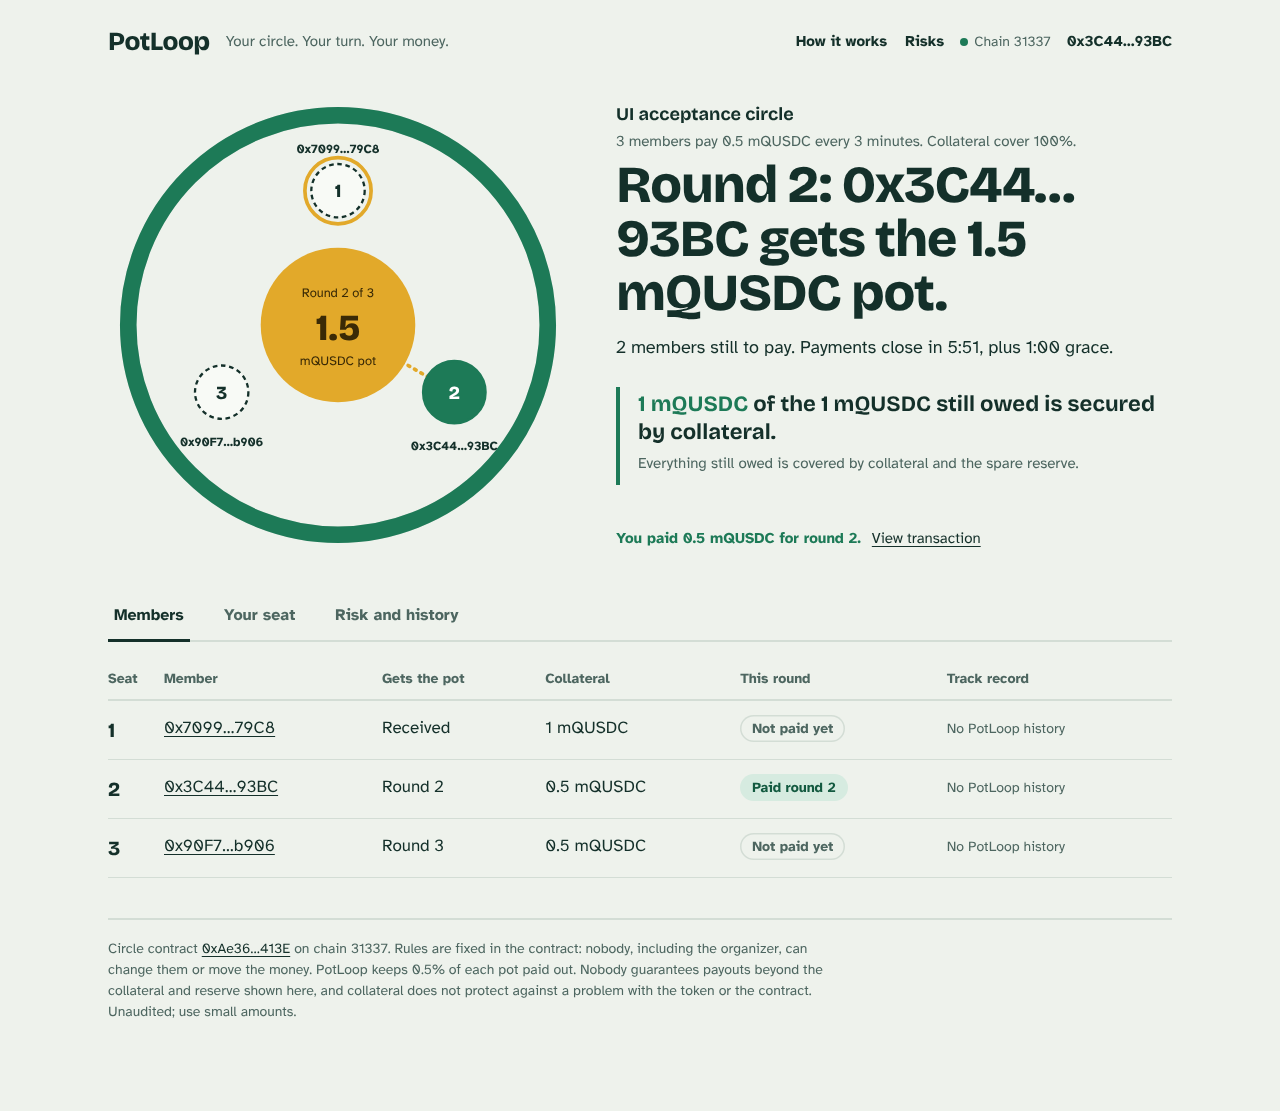 PotLoop
Your circle. Your turn. Your money.
How it works
Risks
Chain 31337
0x3C44…93BC
0x7099…79C8
1
Round 2 of 3
1.5
mQUSDC pot
3
0x90F7…b906
2
0x3C44…93BC
UI acceptance circle
3 members pay 0.5 mQUSDC every 3 minutes. Collateral cover 100%.
Round 2: 0x3C44…
93BC gets the 1.5
mQUSDC pot.
2 members still to pay. Payments close in 5:51, plus 1:00 grace.
1 mQUSDC of the 1 mQUSDC still owed is secured
by collateral.
Everything still owed is covered by collateral and the spare reserve.
You paid 0.5 mQUSDC for round 2. View transaction
Members
Your seat
Risk and history
Seat Member Gets the pot Collateral This round Track record
1 0x7099…79C8 Received 1 mQUSDC Not paid yet No PotLoop history
2 0x3C44…93BC Round 2 0.5 mQUSDC Paid round 2 No PotLoop history
3 0x90F7…b906 Round 3 0.5 mQUSDC Not paid yet No PotLoop history
Circle contract 0xAe36…413E on chain 31337. Rules are fixed in the contract: nobody, including the organizer, can
change them or move the money. PotLoop keeps 0.5% of each pot paid out. Nobody guarantees payouts beyond the
collateral and reserve shown here, and collateral does not protect against a problem with the token or the contract.
Unaudited; use small amounts.